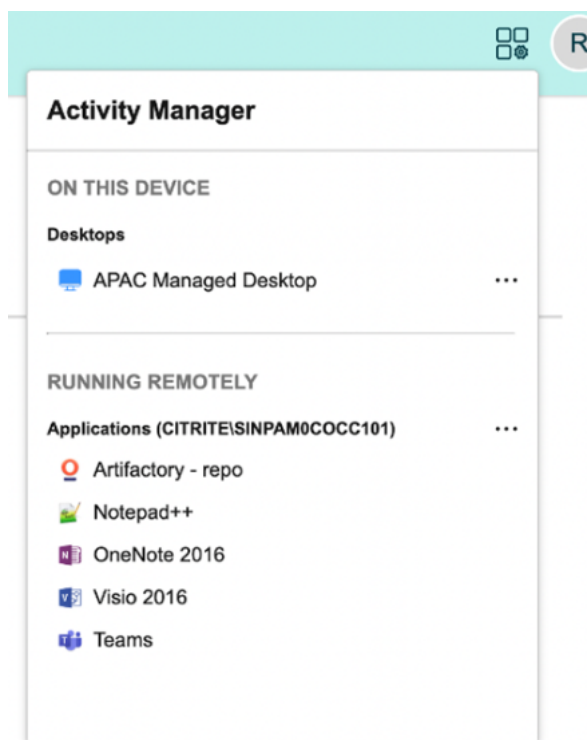 R
Activity Manager
ON THIS DEVICE
Desktops
APAC Managed Desktop
RUNNING REMOTELY
Applications (CITRITE\SINPAM0COCC101)
Artifactory - repo
Notepad++
OneNote 2016
Visio 2016
Teams